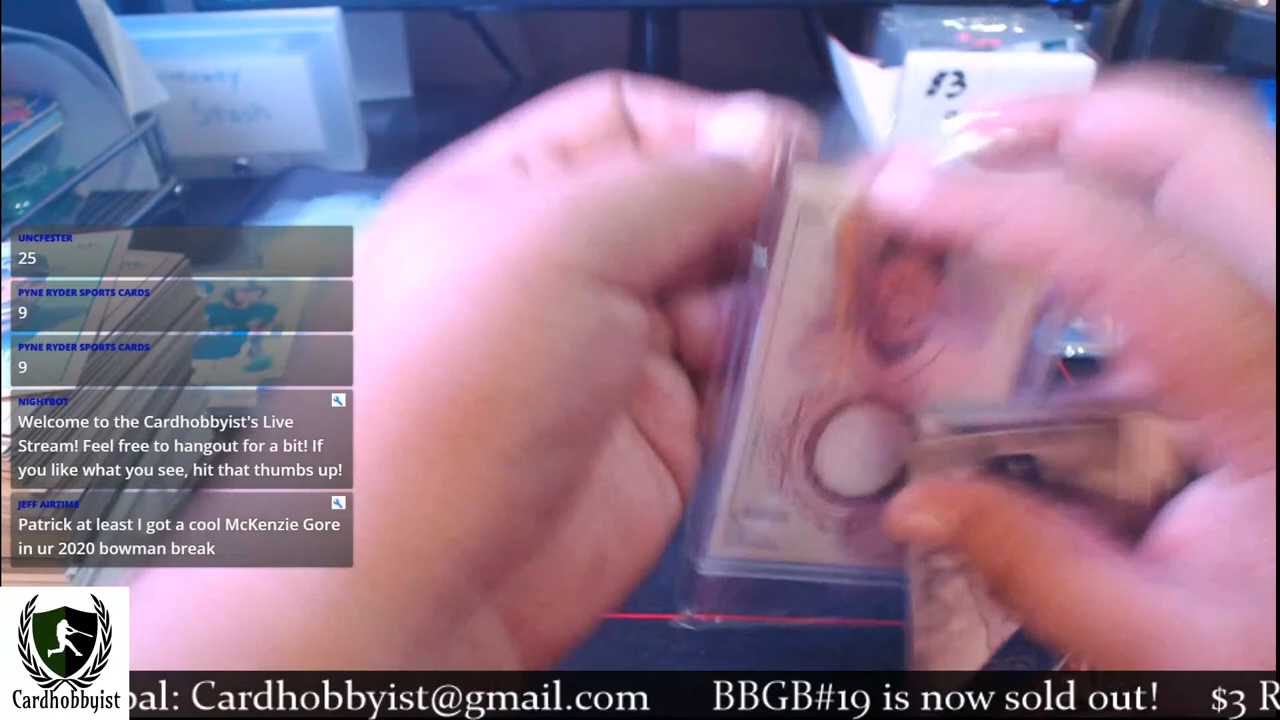 Stash
13
UNCFESTER
25
PYNE RYDER SPORTS CARDS
9
PYNE RYDER SPORTS CARDS
9
NIGHTBOT
Welcome to the Cardhobbyist's Live
Stream! Feel free to hangout for a bit! If
you like what you see, hit that thumbs up!
JEFF AIRTIME
Patrick at least I got a cool McKenzie Gore
in ur 2020 bowman break
Cardhobbyist
pal: Cardhobbyist@gmail.com BBGB#19 is now sold out! $3 R